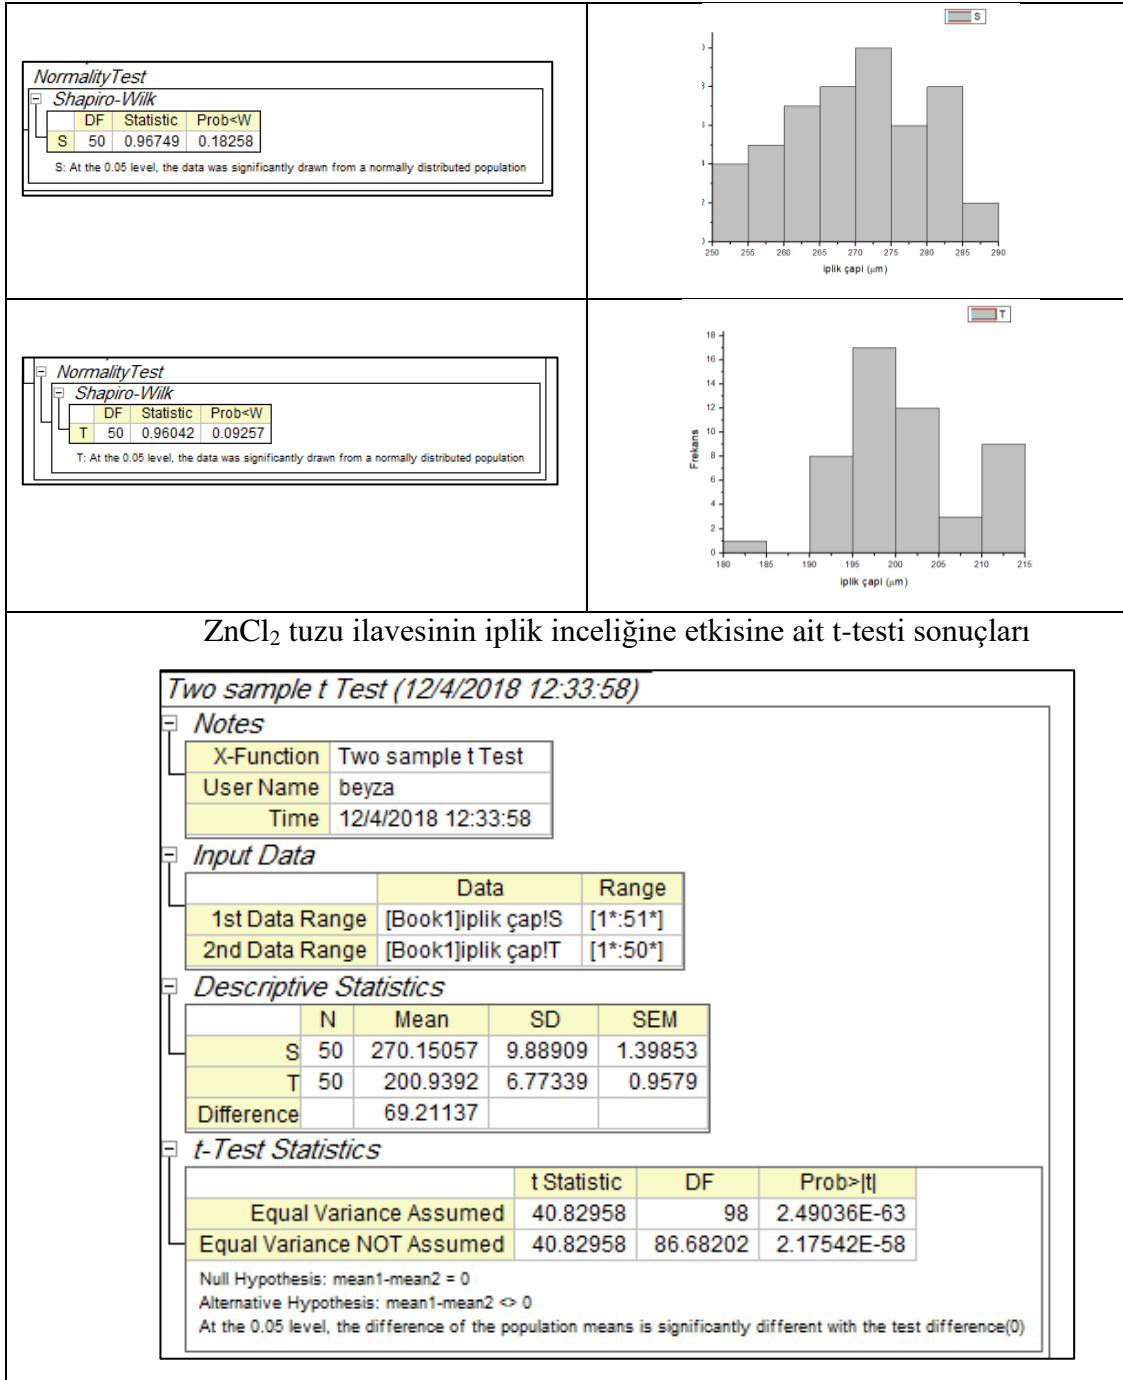 NormalityTest
Shapiro-Wilk
DF Statistic Prob<W
S 50 0.96749 0.18258
S: At the 0.05 level, the data was significantly drawn from a normally distributed population
S
250 255 260 265 270 275 280 285 290
iplik çapi (μm)
NormalityTest
Shapiro-Wilk
DF Statistic Prob<W
T 50 0.96042 0.09257
T: At the 0.05 level, the data was significantly drawn from a normally distributed population
T
18
16
14
12
10
8
6
4
2
0
Frekans
180 185 190 195 200 205 210 215
iplik çapi (μm)
ZnCl₂ tuzu ilavesinin iplik inceliğine etkisine ait t-testi sonuçları
Two sample t Test (12/4/2018 12:33:58)
Notes
X-Function Two sample t Test
User Name beyza
Time 12/4/2018 12:33:58
Input Data
Data Range
1st Data Range [Book1]iplik çap!S [1*:51*]
2nd Data Range [Book1]iplik çap!T [1*:50*]
Descriptive Statistics
N Mean SD SEM
S 50 270.15057 9.88909 1.39853
T 50 200.9392 6.77339 0.9579
Difference 69.21137
t-Test Statistics
t Statistic DF Prob>|t|
Equal Variance Assumed 40.82958 98 2.49036E-63
Equal Variance NOT Assumed 40.82958 86.68202 2.17542E-58
Null Hypothesis: mean1-mean2 = 0
Alternative Hypothesis: mean1-mean2 <> 0
At the 0.05 level, the difference of the population means is significantly different with the test difference(0)